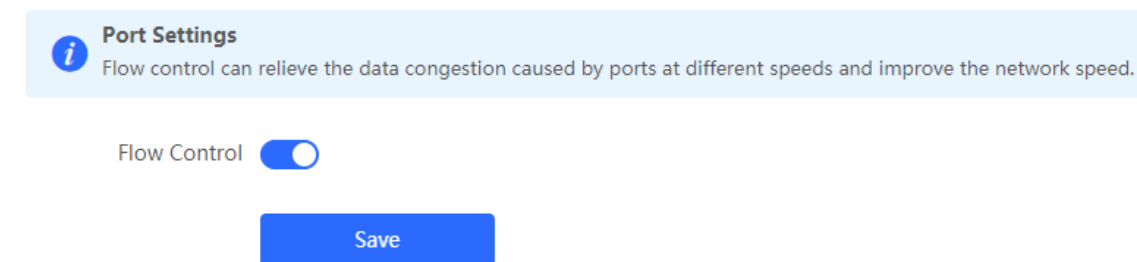 Port Settings
Flow control can relieve the data congestion caused by ports at different speeds and improve the network speed.
Flow Control
Save